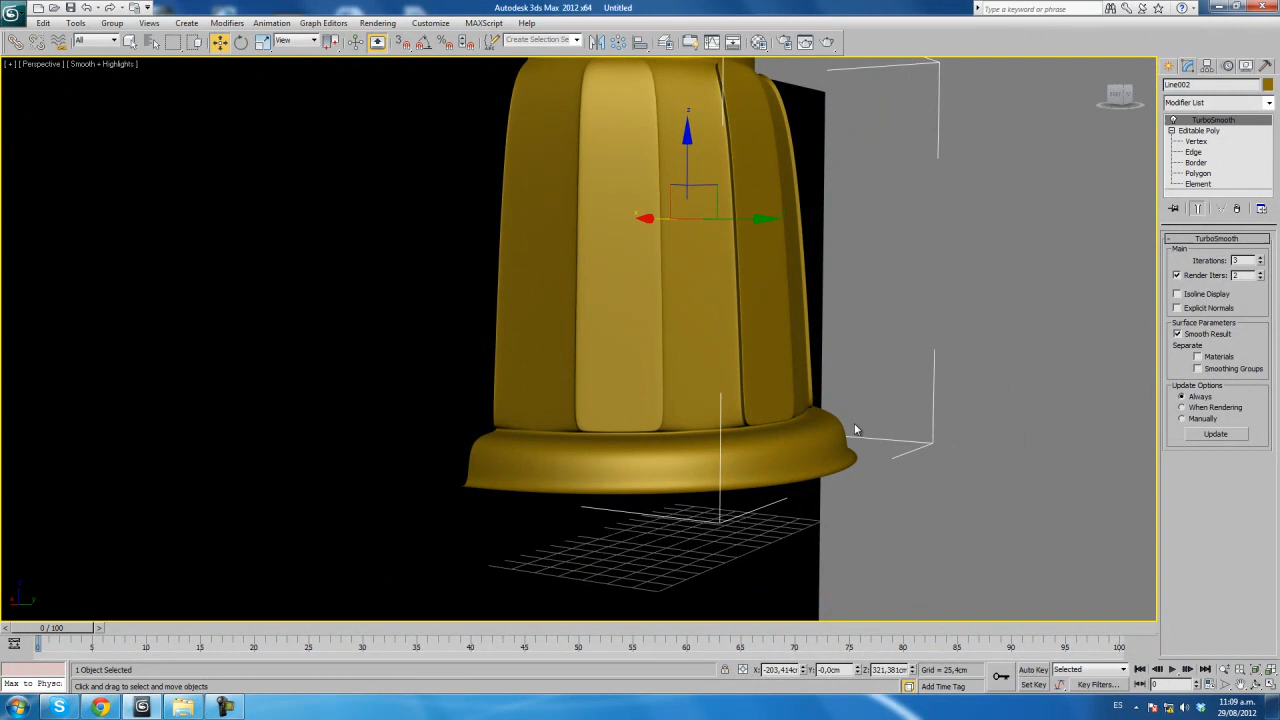 Autodesk 3ds Max 2012 x64    Untitled
Type a keyword or phrase
Edit Tools Group Views Create Modifiers Animation Graph Editors Rendering Customize MAXScript Help
All View Create Selection Se
[ + ] [ Perspective ] [ Smooth + Highlights ]
Line002
Modifier List
TurboSmooth
Editable Poly
Vertex
Edge
Border
Polygon
Element
TurboSmooth
Main
Iterations: 3
Render Iters: 2
Isoline Display
Explicit Normals
Surface Parameters
Smooth Result
Separate
Materials
Smoothing Groups
Update Options
Always
When Rendering
Manually
Update
z
0 / 100
0 5 10 15 20 25 30 35 40 45 50 55 60 65 70 75 80 85 90 95 100
1 Object Selected X: -203,414cm Y: -0,0cm Z: 321,381cm Grid = 25,4cm Auto Key Selected
Max to Physc Click and drag to select and move objects Add Time Tag Set Key Key Filters... 0
ES 11:09 a.m.
29/08/2012